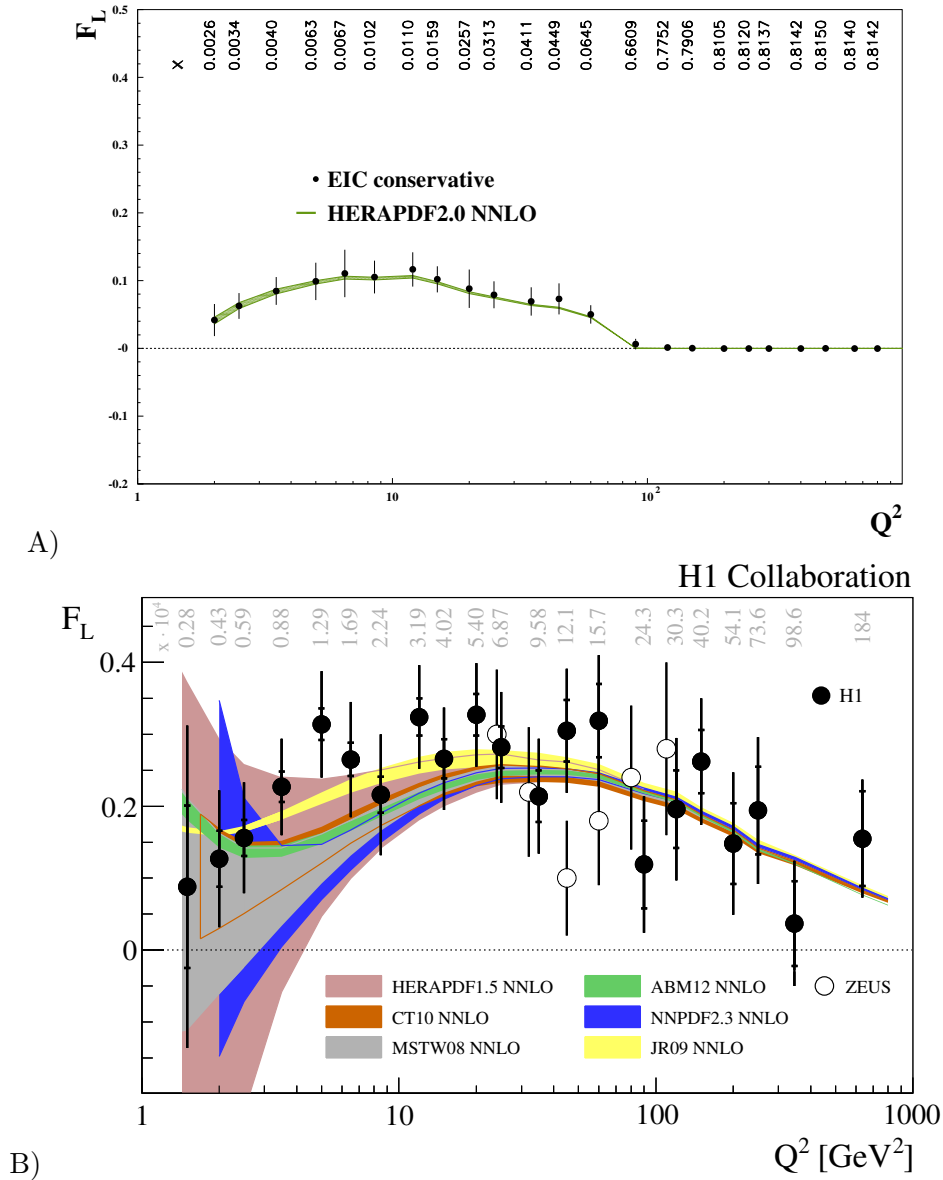 F_L
0.5
0.4
0.3
0.2
0.1
-0
-0.1
-0.2
x 0.0026 0.0034 0.0040 0.0063 0.0067 0.0102 0.0110 0.0159 0.0257 0.0313 0.0411 0.0449 0.0645 0.6609 0.7752 0.7906 0.8105 0.8120 0.8137 0.8142 0.8150 0.8140 0.8142
EIC conservative
HERAPDF2.0 NNLO
1 10 10²
Q²
A)
H1 Collaboration
F_L
x · 10⁴ 0.28 0.43 0.59 0.88 1.29 1.69 2.24 3.19 4.02 5.40 6.87 9.58 12.1 15.7 24.3 30.3 40.2 54.1 73.6 98.6 184
0.4
0.2
0
H1
HERAPDF1.5 NNLO ABM12 NNLO ZEUS
CT10 NNLO NNPDF2.3 NNLO
MSTW08 NNLO JR09 NNLO
1 10 100 1000
Q² [GeV²]
B)